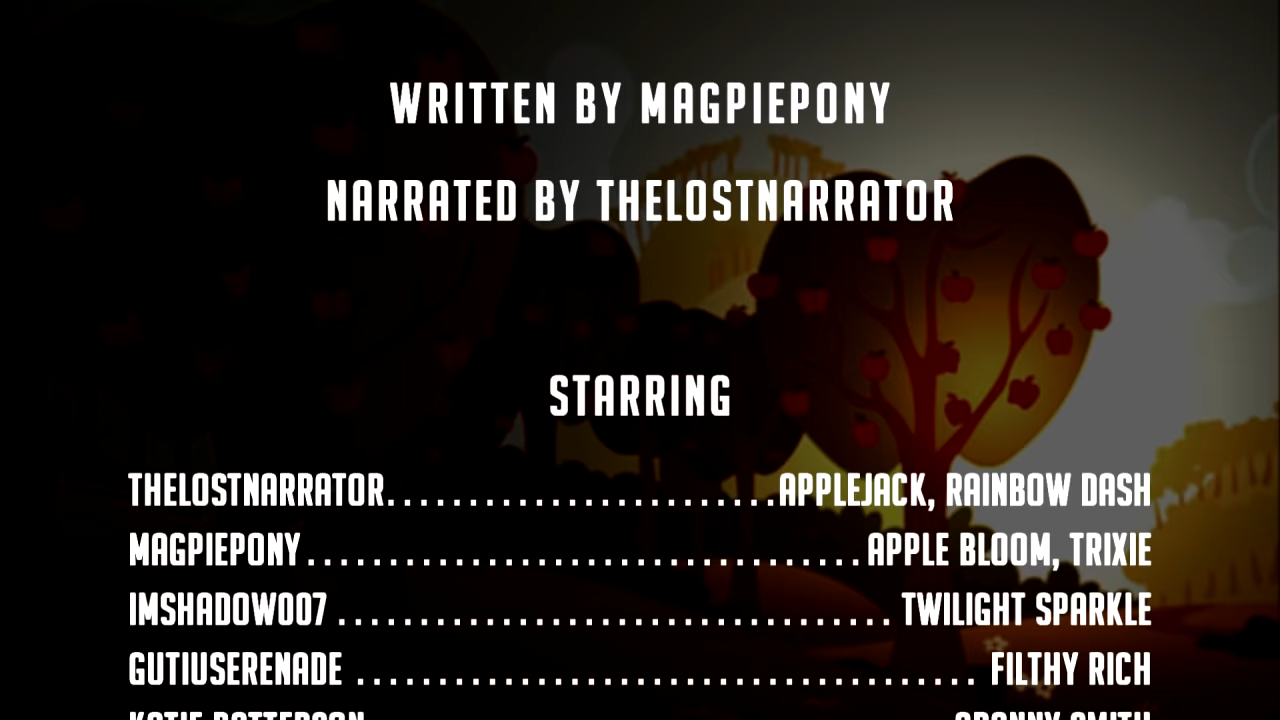 WRITTEN BY MAGPIEPONY
NARRATED BY THELOSTNARRATOR
STARRING
THELOSTNARRATOR........................APPLEJACK, RAINBOW DASH
MAGPIEPONY..................................APPLE BLOOM, TRIXIE
IMSHADOW007..................................TWILIGHT SPARKLE
GUTIUSERENADE......................................FILTHY RICH